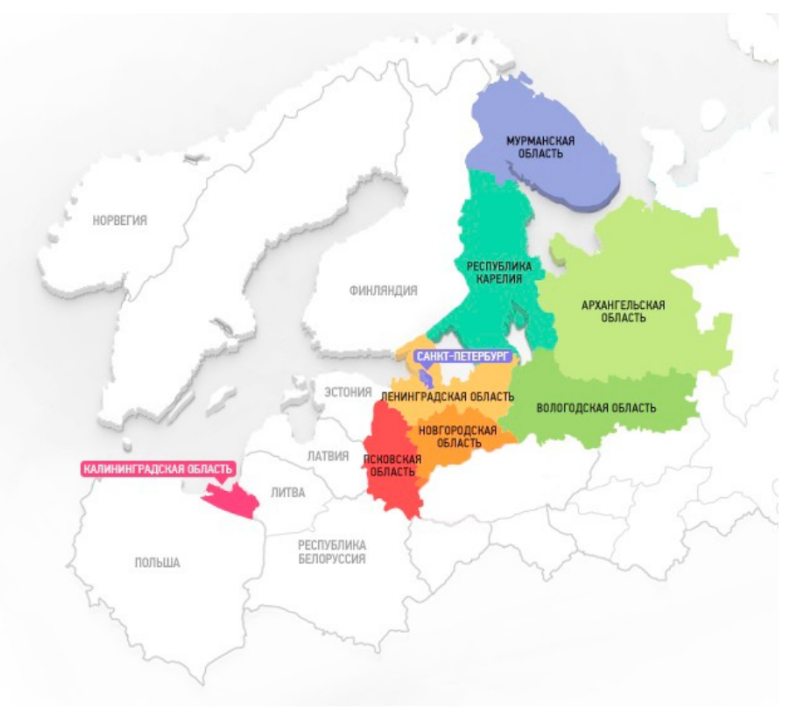 МУРМАНСКАЯ
ОБЛАСТЬ
НОРВЕГИЯ
РЕСПУБЛИКА
КАРЕЛИЯ
ФИНЛЯНДИЯ
АРХАНГЕЛЬСКАЯ
ОБЛАСТЬ
САНКТ-ПЕТЕРБУРГ
ЭСТОНИЯ
ЛЕНИНГРАДСКАЯ ОБЛАСТЬ
ВОЛОГОДСКАЯ ОБЛАСТЬ
НОВГОРОДСКАЯ
ОБЛАСТЬ
ЛАТВИЯ
ПСКОВСКАЯ
ОБЛАСТЬ
КАЛИНИНГРАДСКАЯ ОБЛАСТЬ
ЛИТВА
РЕСПУБЛИКА
БЕЛОРУССИЯ
ПОЛЬША